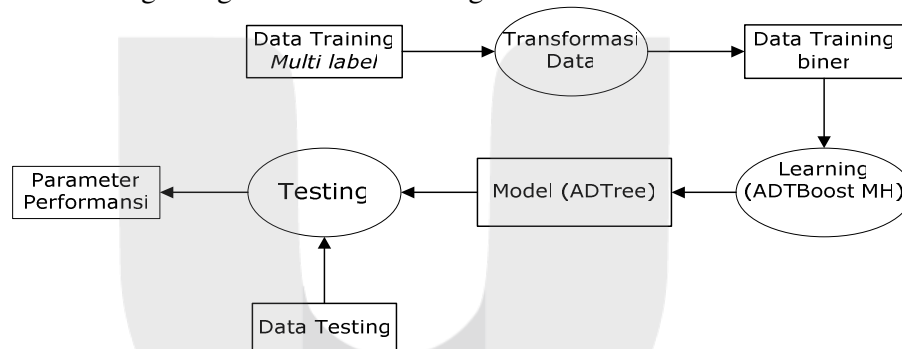 Data Training
Multi label
Transformasi
Data
Data Training
biner
Learning
(ADTBoost MH)
Model (ADTree)
Testing
Parameter
Performansi
Data Testing